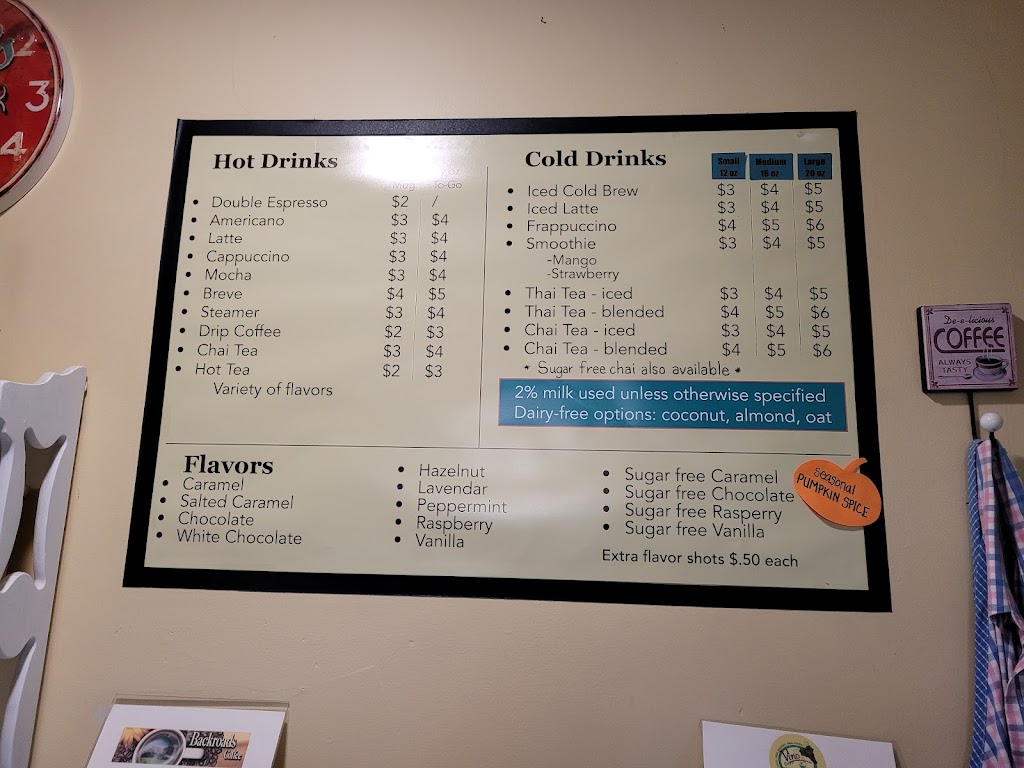 2
3
4
Hot Drinks
Mug To-Go
Double Espresso $2 /
Americano $3 $4
Latte $3 $4
Cappuccino $3 $4
Mocha $3 $4
Breve $4 $5
Steamer $3 $4
Drip Coffee $2 $3
Chai Tea $3 $4
Hot Tea $2 $3
Variety of flavors
Cold Drinks
Small Medium Large
12 oz 16 oz 20 oz
Iced Cold Brew $3 $4 $5
Iced Latte $3 $4 $5
Frappuccino $4 $5 $6
Smoothie $3 $4 $5
-Mango
-Strawberry
Thai Tea - iced $3 $4 $5
Thai Tea - blended $4 $5 $6
Chai Tea - iced $3 $4 $5
Chai Tea - blended $4 $5 $6
* Sugar free chai also available *
2% milk used unless otherwise specified
Dairy-free options: coconut, almond, oat
Flavors
Caramel
Salted Caramel
Chocolate
White Chocolate
Hazelnut
Lavendar
Peppermint
Raspberry
Vanilla
Sugar free Caramel
Sugar free Chocolate
Sugar free Rasperry
Sugar free Vanilla
Extra flavor shots $.50 each
seasonal
PUMPKIN SPICE
De-e-licious
COFFEE
ALWAYS
TASTY
Backroads
Coffee
Vino